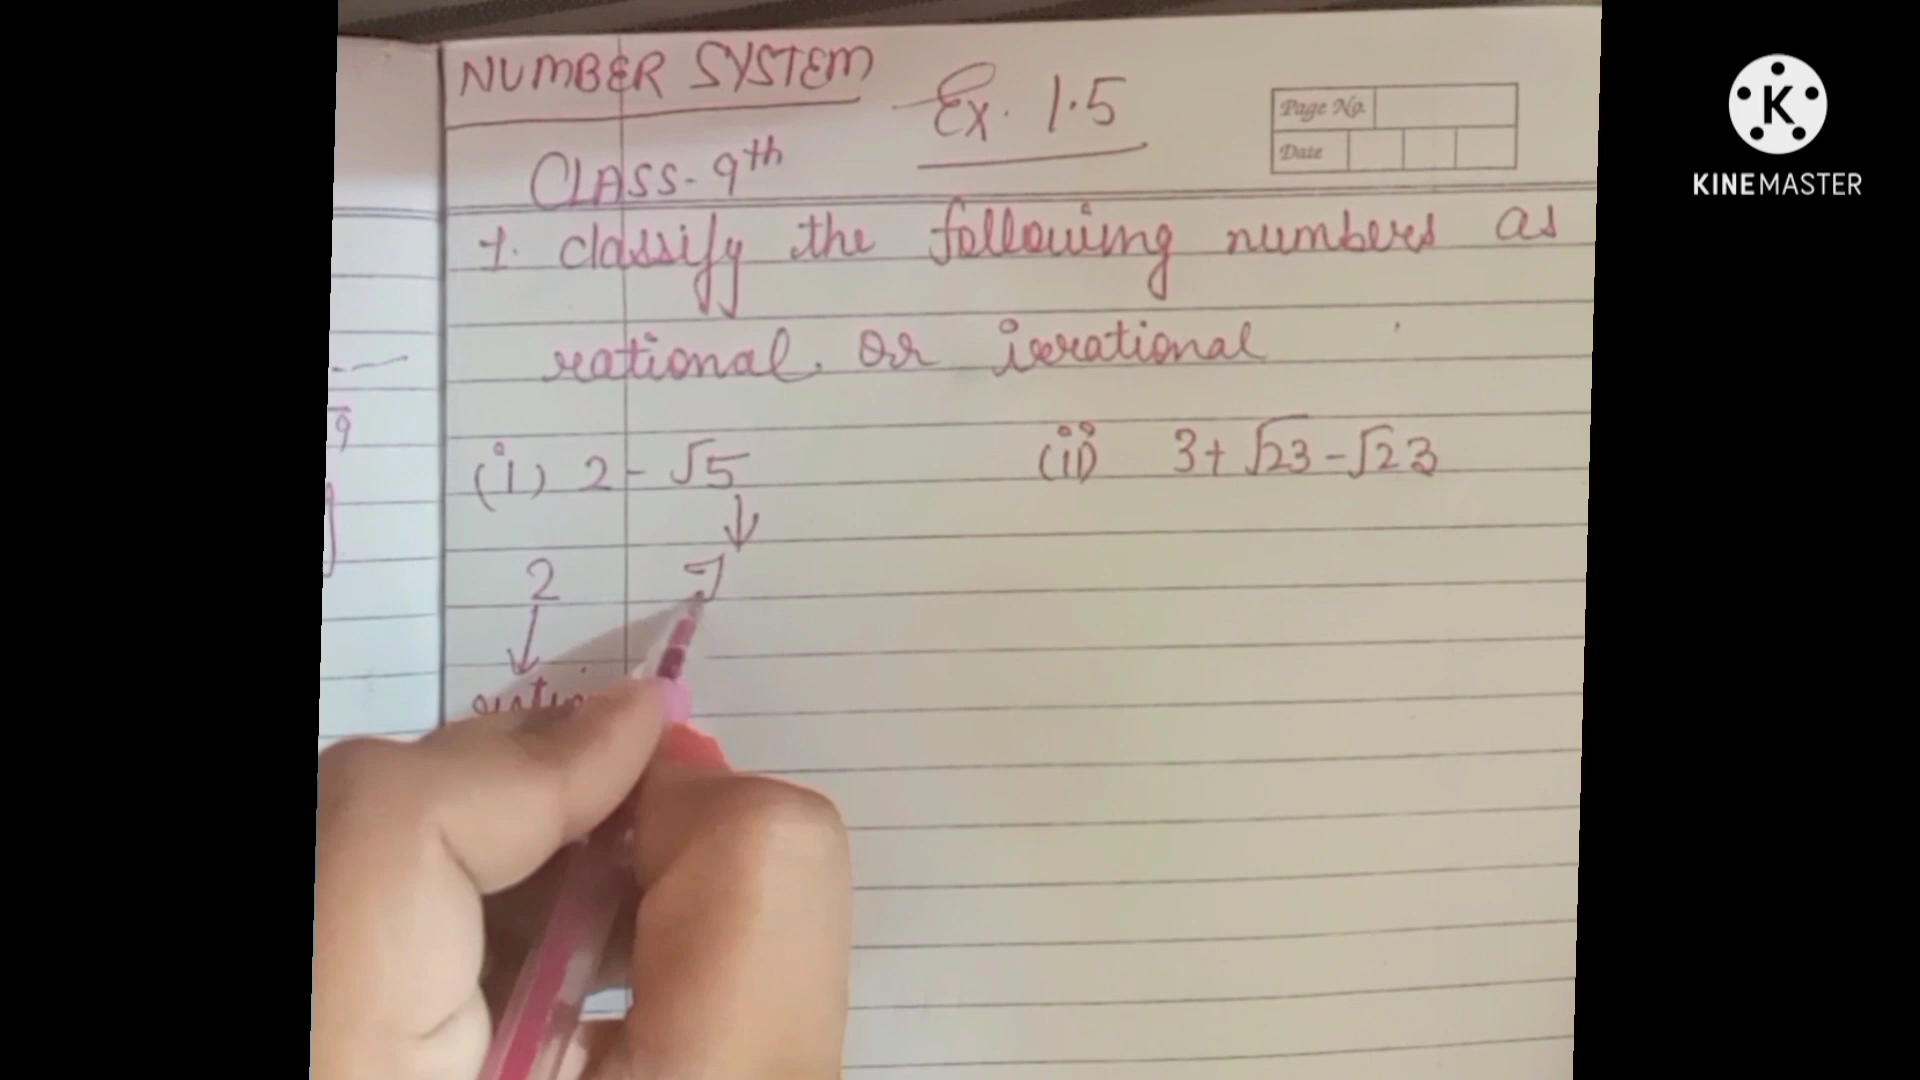 NUMBER SYSTEM
Ex. 1.5
Page No.
Date
KINEMASTER
CLASS-9th
1. classify the following numbers as
rational or irrational
9
(i) 2 - √5
(ii) 3+ √23 - √23
2